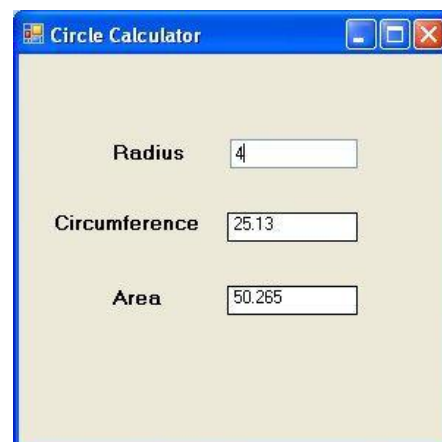 Circle Calculator
Radius 4
Circumference 25.13
Area 50.265